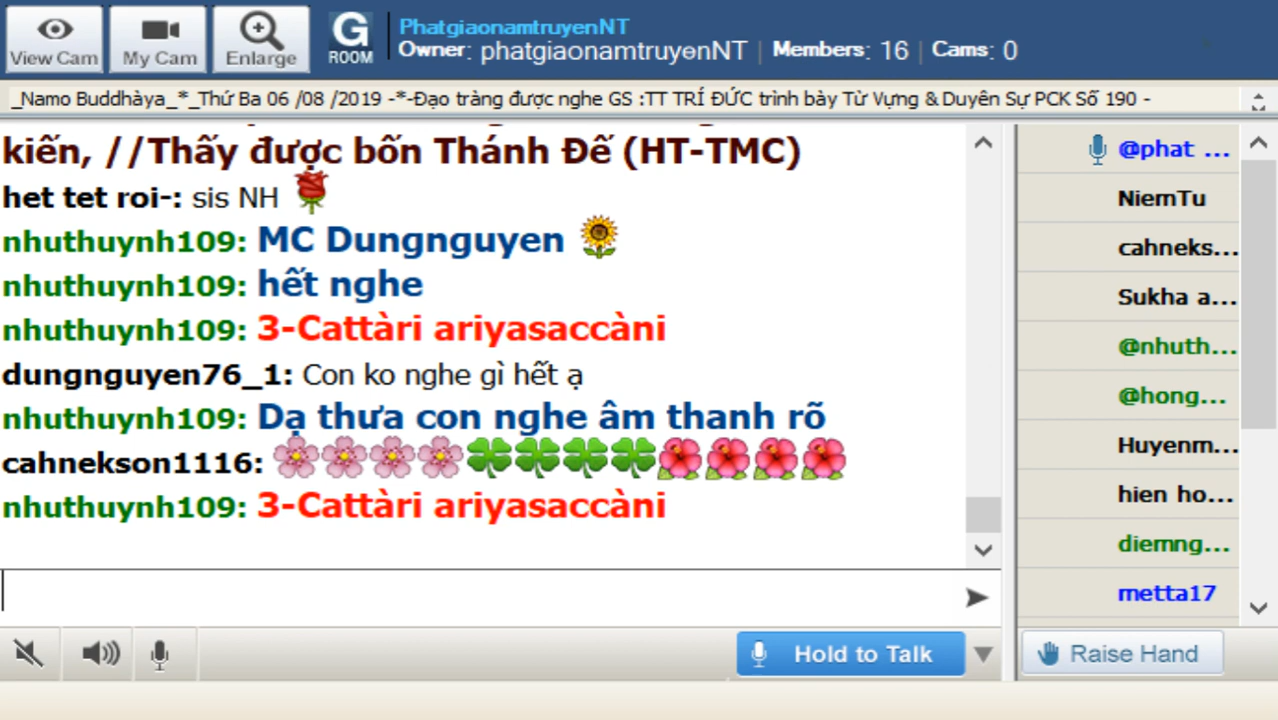 View Cam
My Cam
Enlarge
G
ROOM
PhatgiaonamtruyenNT
Owner: phatgiaonamtruyenNT | Members: 16 | Cams: 0
_Namo Buddhàya_*_Thứ Ba 06 /08 /2019 -*-Đạo tràng được nghe GS :TT TRÍ ĐỨC trình bày Từ Vựng & Duyên Sự PCK Số 190 -
kiến, //Thấy được bốn Thánh Đế (HT-TMC)
het tet roi-: sis NH
nhuthuynh109: MC Dungnguyen
nhuthuynh109: hết nghe
nhuthuynh109: 3-Cattàri ariyasaccàni
dungnguyen76_1: Con ko nghe gì hết ạ
nhuthuynh109: Dạ thưa con nghe âm thanh rõ
cahnekson1116:
nhuthuynh109: 3-Cattàri ariyasaccàni
@phat ...
NiemTu
cahneks...
Sukha a...
@nhuth...
@hong...
Huyenm...
hien ho...
diemng...
metta17
Hold to Talk
Raise Hand